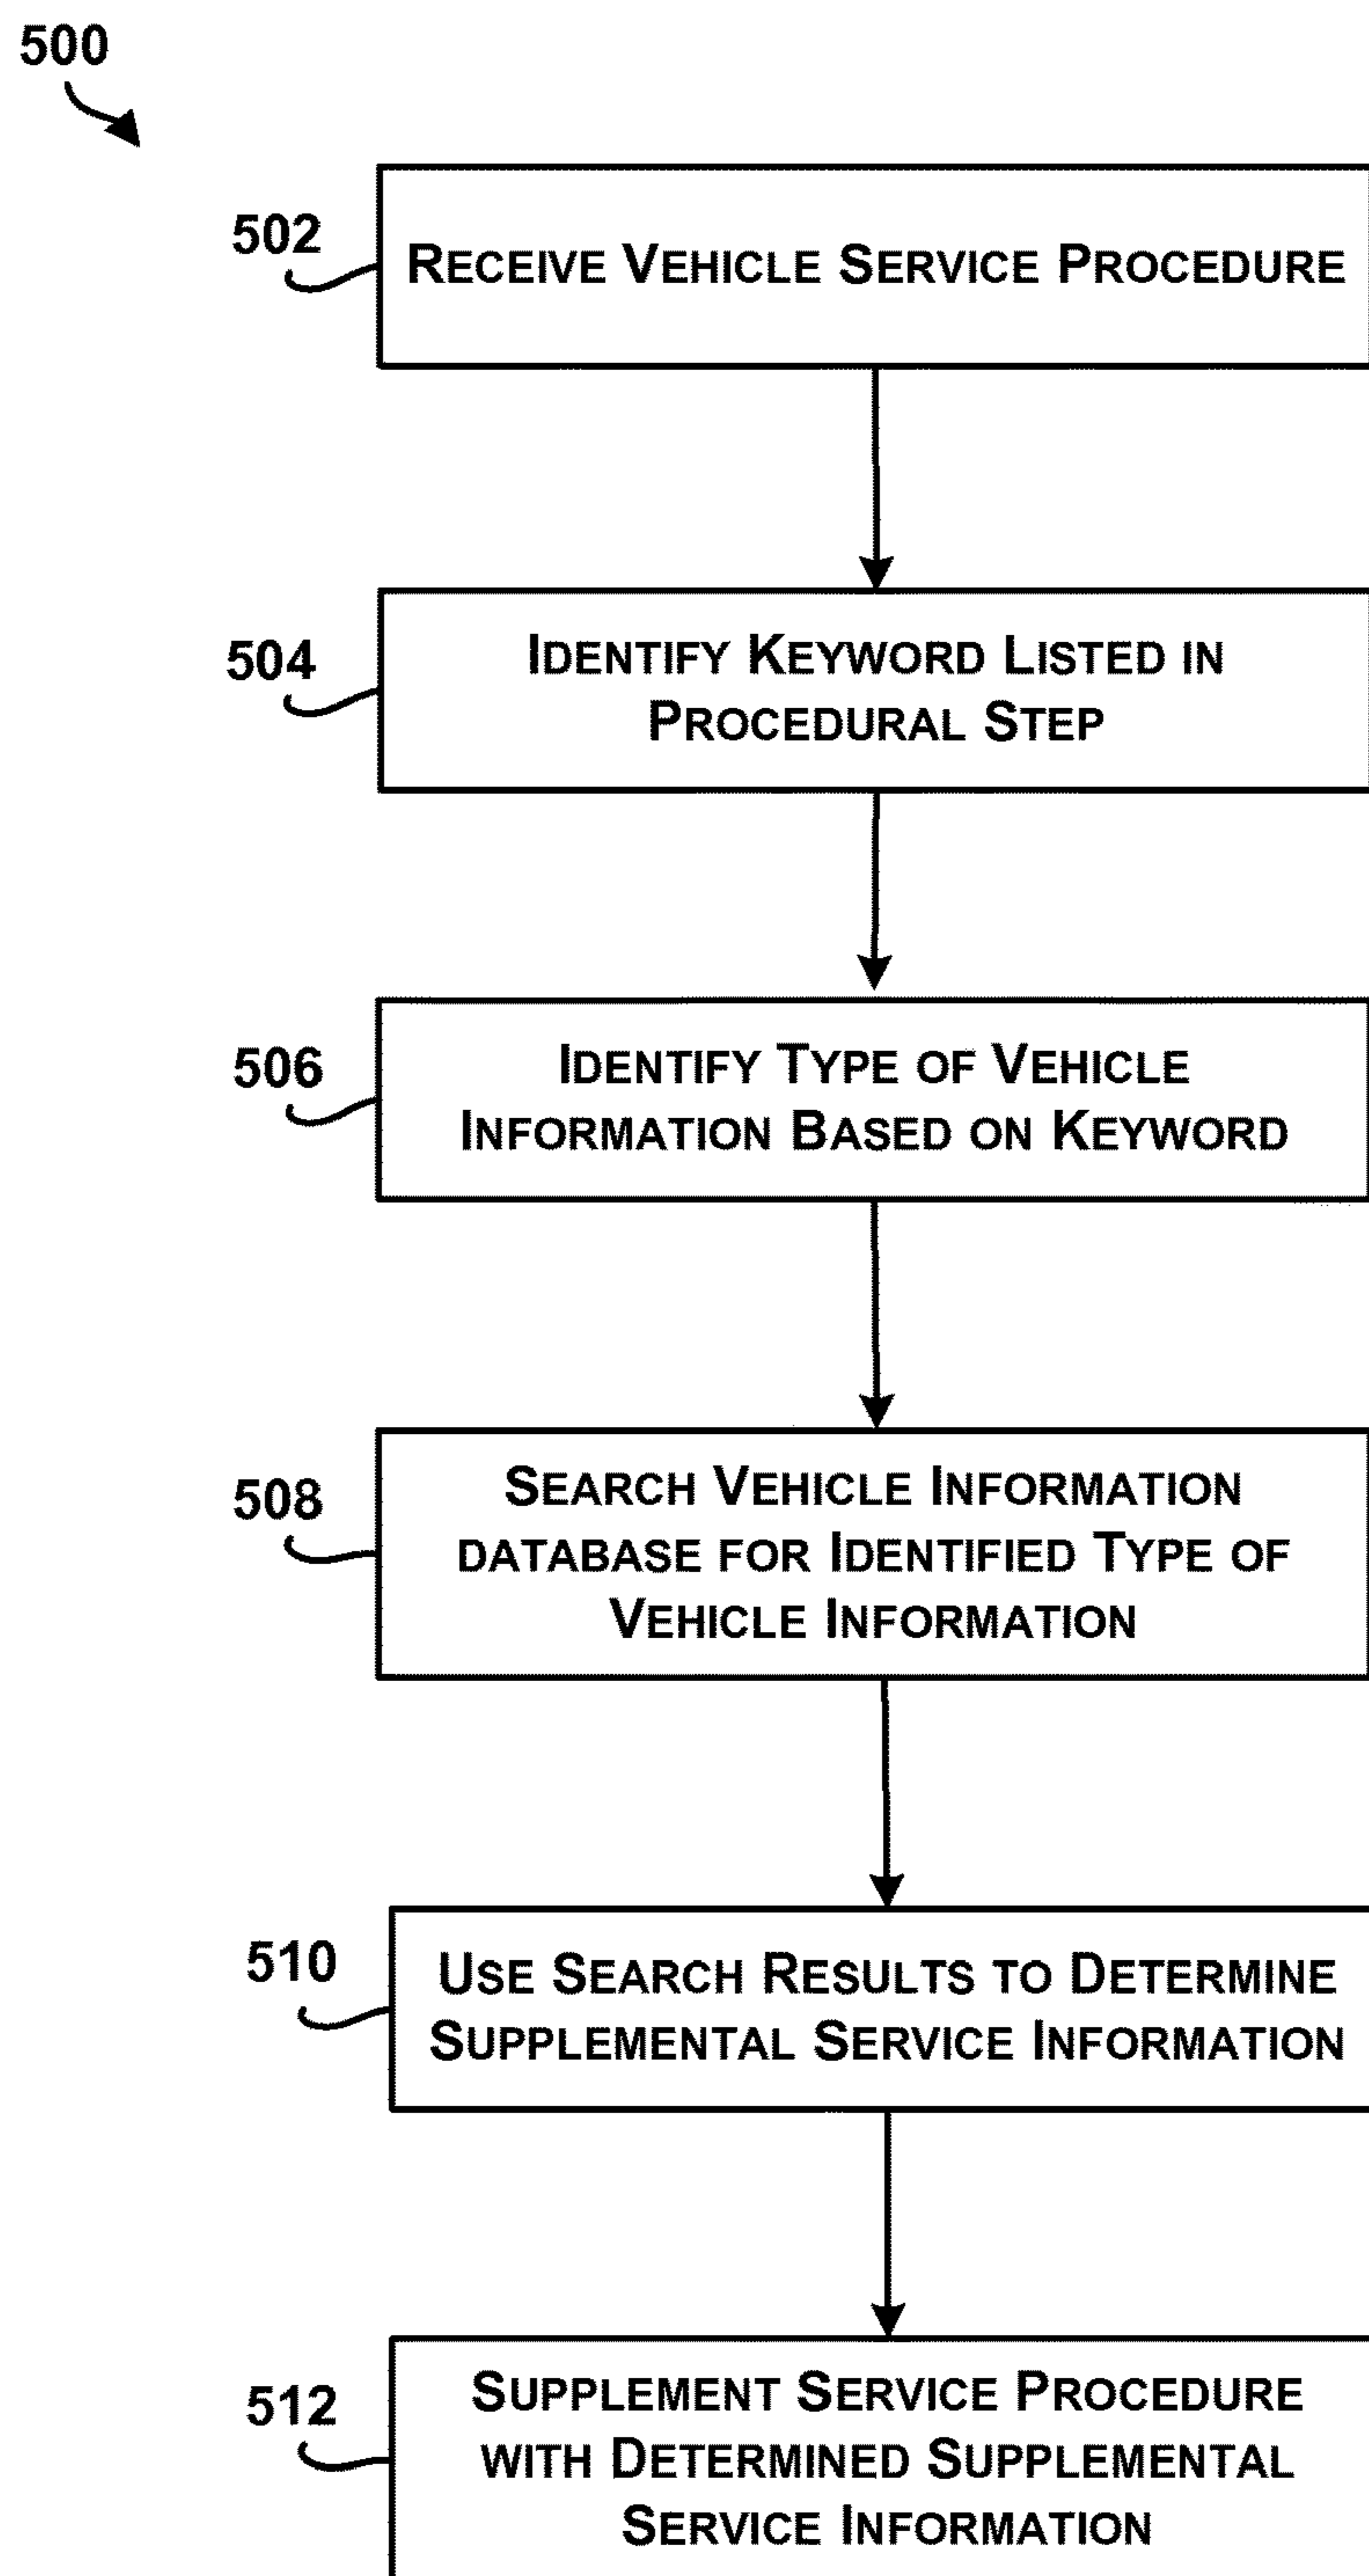 500
502
RECEIVE VEHICLE SERVICE PROCEDURE
504
IDENTIFY KEYWORD LISTED IN
PROCEDURAL STEP
506
IDENTIFY TYPE OF VEHICLE
INFORMATION BASED ON KEYWORD
508
SEARCH VEHICLE INFORMATION
DATABASE FOR IDENTIFIED TYPE OF
VEHICLE INFORMATION
510
USE SEARCH RESULTS TO DETERMINE
SUPPLEMENTAL SERVICE INFORMATION
512
SUPPLEMENT SERVICE PROCEDURE
WITH DETERMINED SUPPLEMENTAL
SERVICE INFORMATION